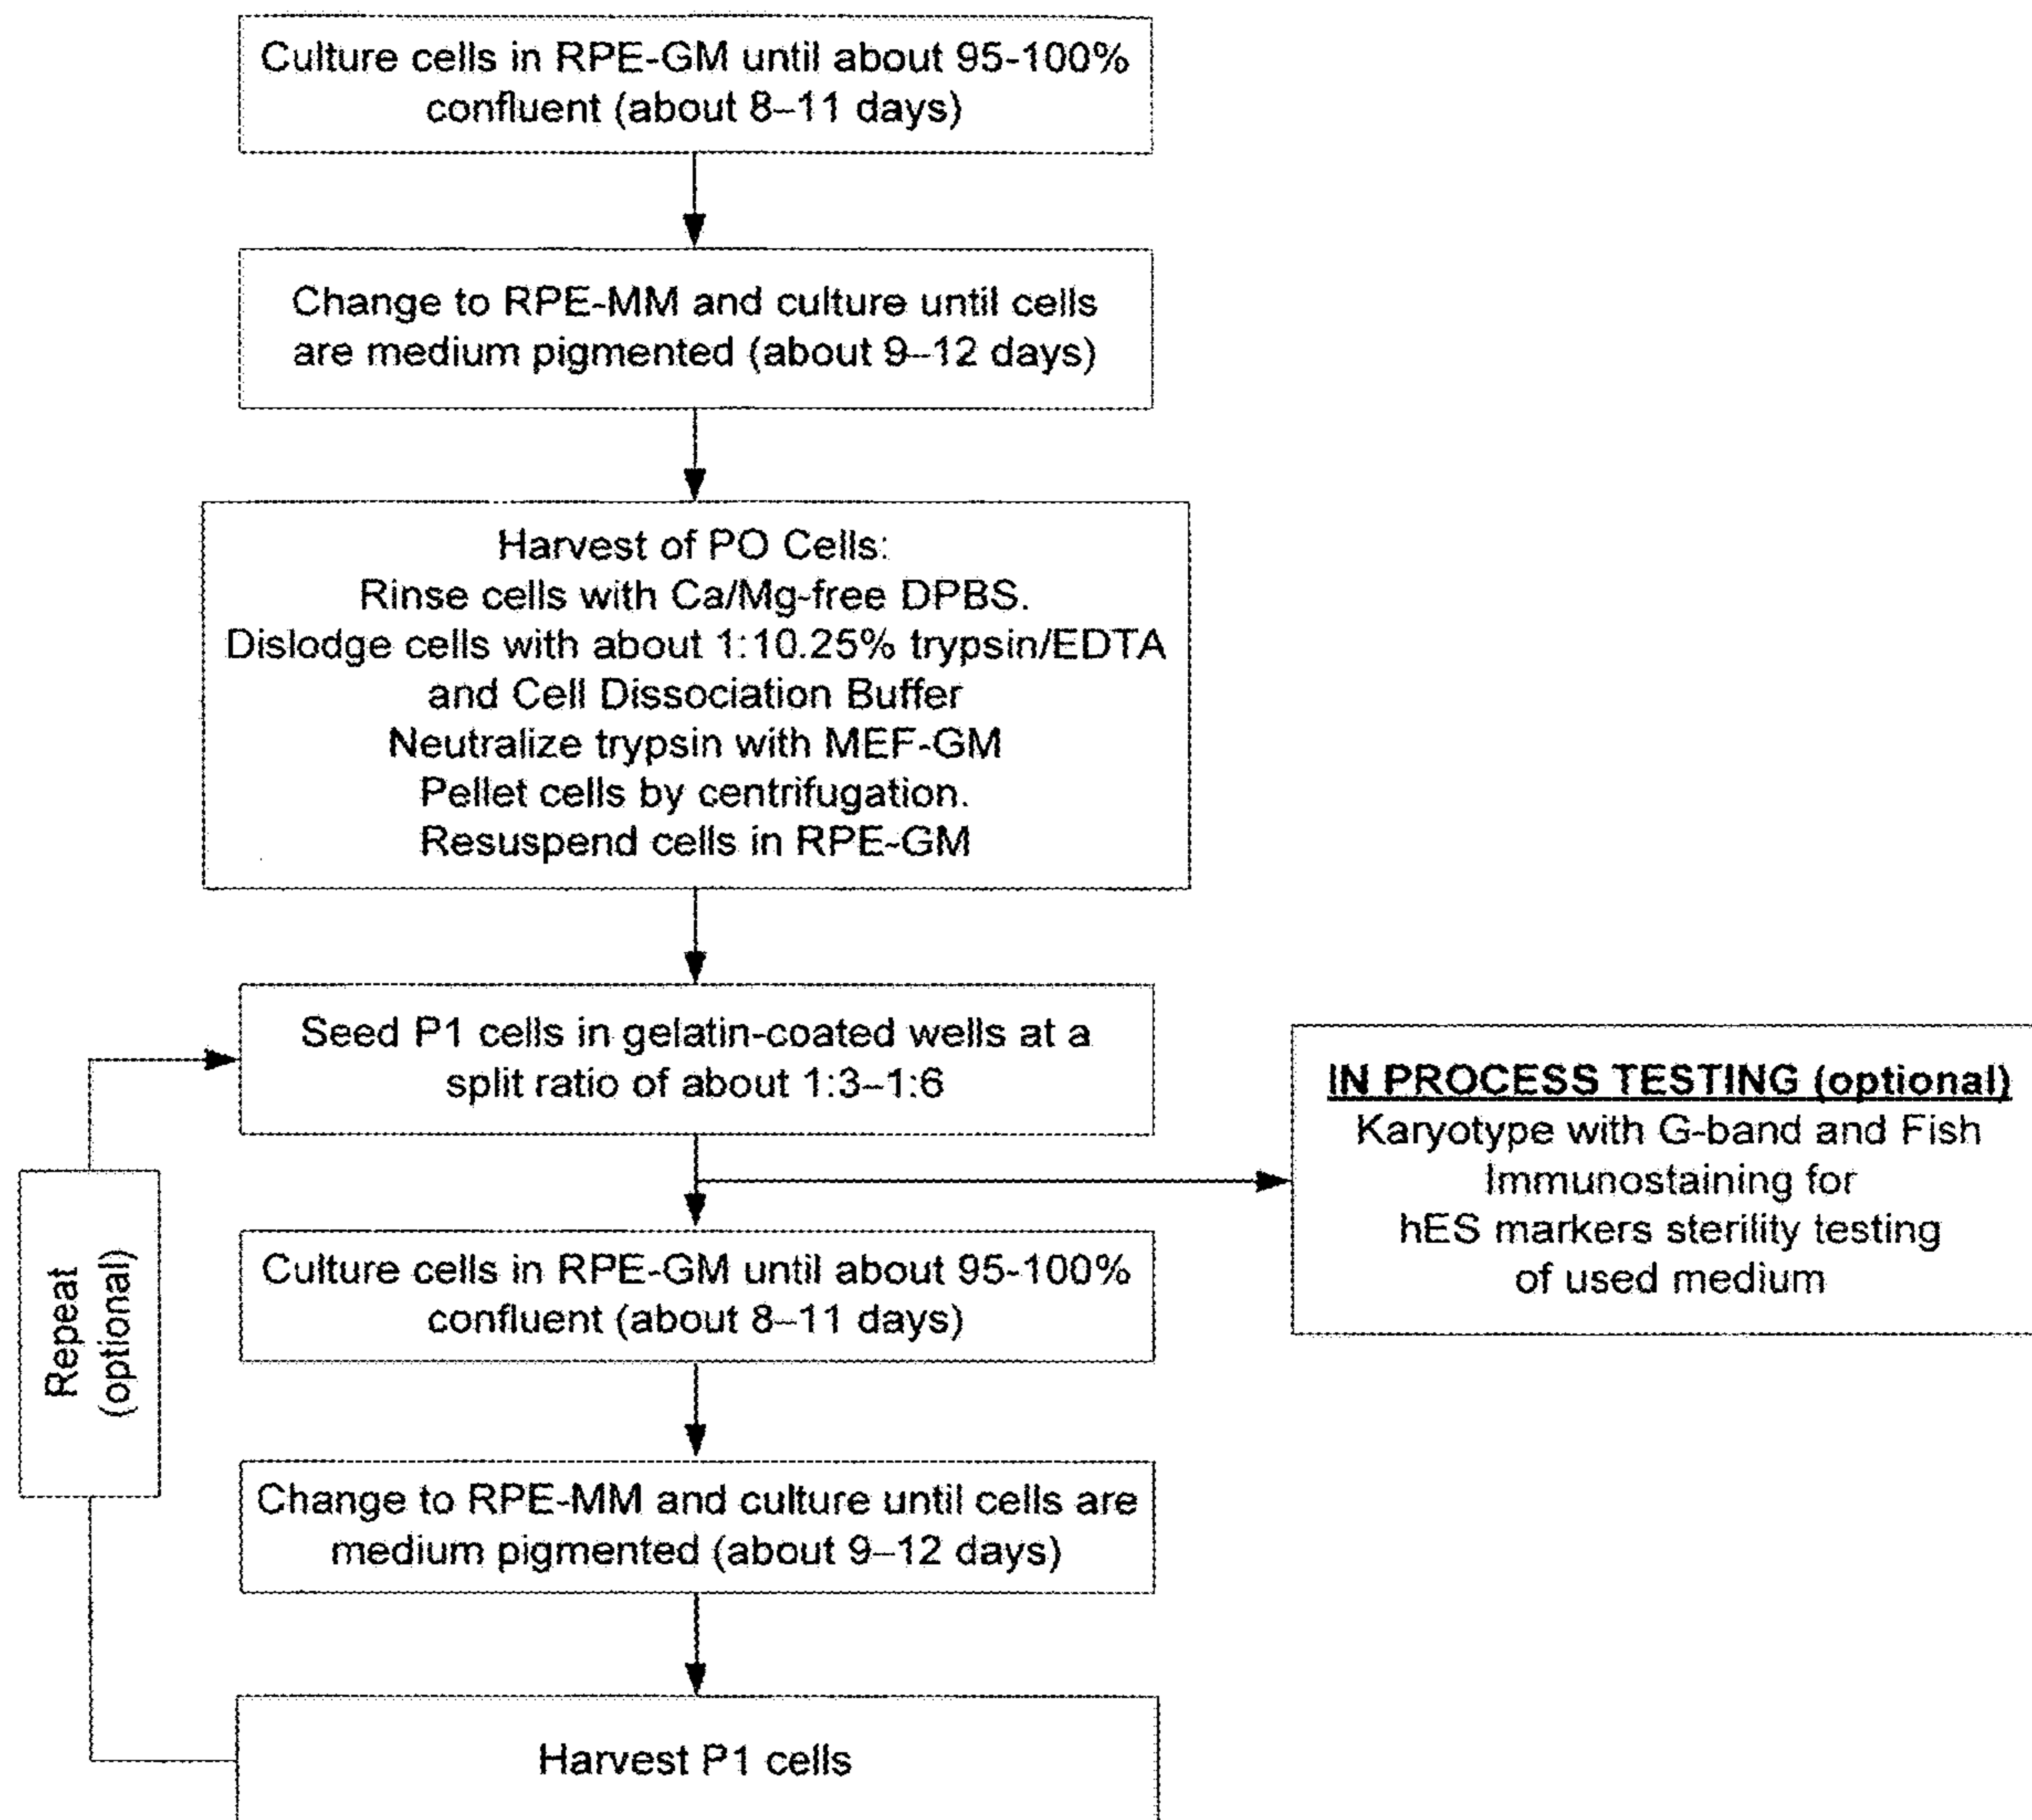 Culture cells in RPE-GM until about 95-100%
confluent (about 8–11 days)
Change to RPE-MM and culture until cells
are medium pigmented (about 9–12 days)
Harvest of PO Cells:
Rinse cells with Ca/Mg-free DPBS.
Dislodge cells with about 1:10.25% trypsin/EDTA
and Cell Dissociation Buffer
Neutralize trypsin with MEF-GM
Pellet cells by centrifugation.
Resuspend cells in RPE-GM
Seed P1 cells in gelatin-coated wells at a
split ratio of about 1:3–1:6
IN PROCESS TESTING (optional)
Karyotype with G-band and Fish
Immunostaining for
hES markers sterility testing
of used medium
Culture cells in RPE-GM until about 95-100%
confluent (about 8–11 days)
Repeat
(optional)
Change to RPE-MM and culture until cells are
medium pigmented (about 9–12 days)
Harvest P1 cells